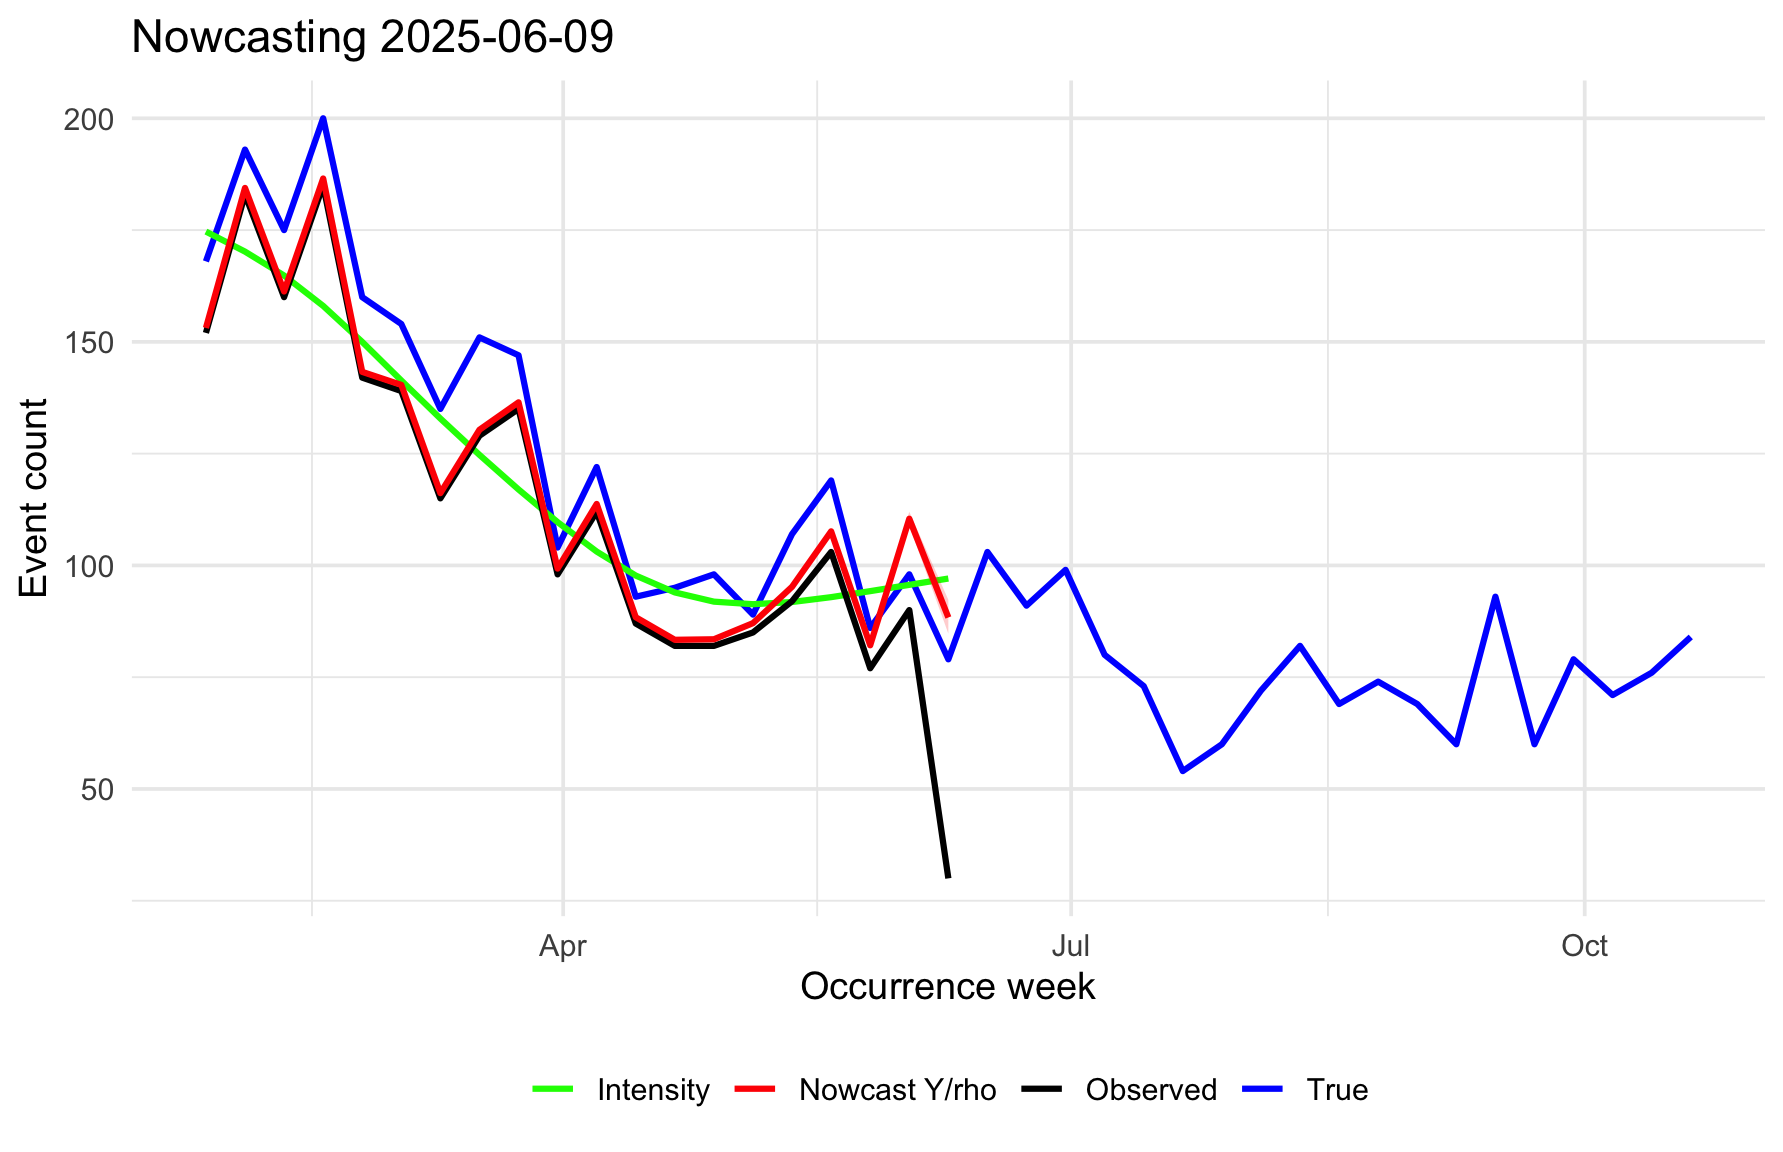 Nowcasting 2025-06-09
200
150
100
50
Event count
Apr Jul Oct
Occurrence week
Intensity Nowcast Y/rho Observed True